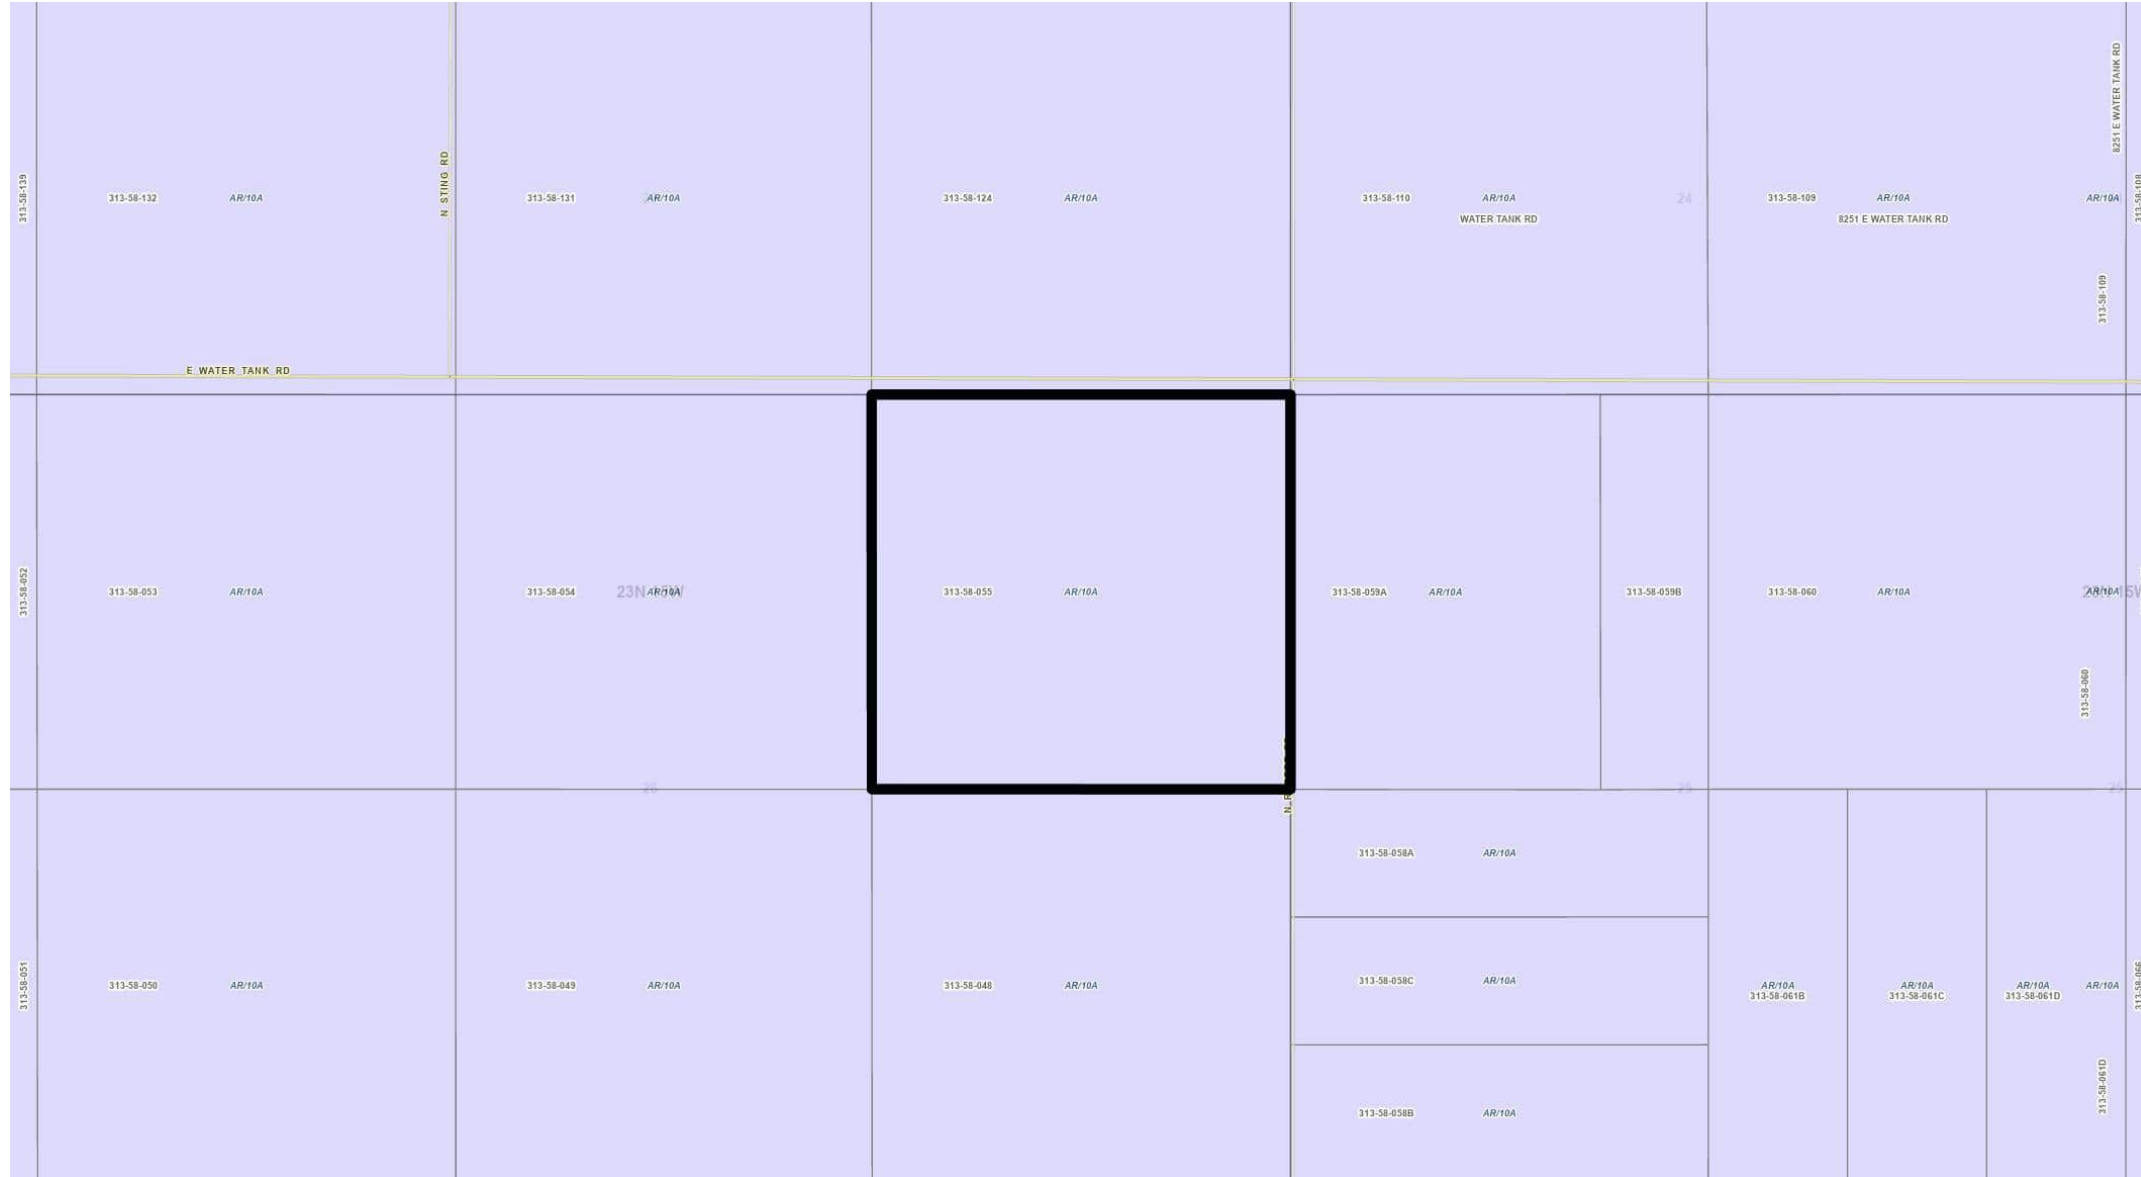 8251 E WATER TANK RD
313-58-139
313-58-132
AR/10A
N STING RD
313-58-131
AR/10A
313-58-124
AR/10A
313-58-110
AR/10A
WATER TANK RD
24
313-58-109
AR/10A
8251 E WATER TANK RD
AR/10A
313-58-108
313-58-109
E WATER TANK RD
313-58-052
313-58-053
AR/10A
313-58-054
23N
AR/10A
313-58-055
AR/10A
313-58-059A
AR/10A
313-58-059B
313-58-060
AR/10A
AR/10A
313-58-060
26
25
25
N
313-58-058A
AR/10A
313-58-051
313-58-050
AR/10A
313-58-049
AR/10A
313-58-048
AR/10A
313-58-058C
AR/10A
AR/10A
313-58-061B
AR/10A
313-58-061C
AR/10A
313-58-061D
AR/10A
313-58-066
313-58-061D
313-58-058B
AR/10A